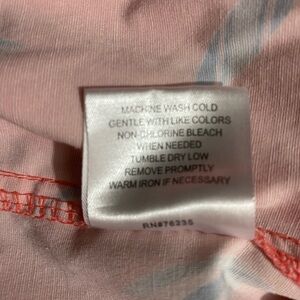 MACHINE WASH COLD
GENTLE WITH LIKE COLORS
NON-CHLORINE BLEACH
WHEN NEEDED
TUMBLE DRY LOW
REMOVE PROMPTLY
WARM IRON IF NECESSARY
RN#76235